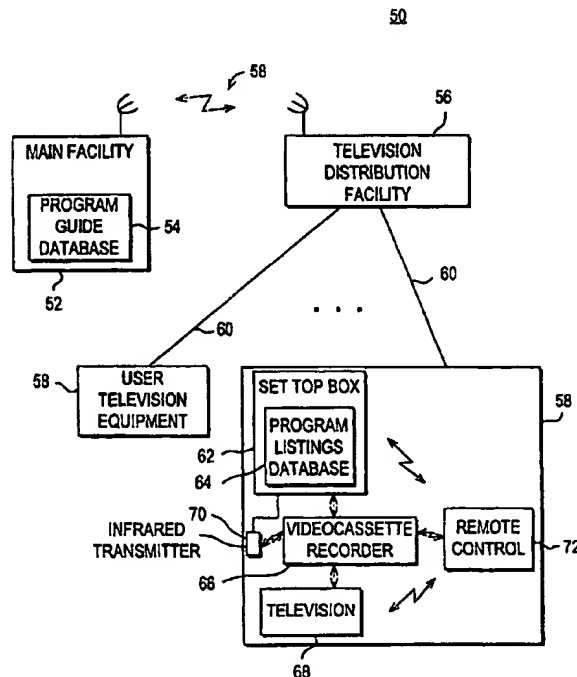 50
58
56
MAIN FACILITY
PROGRAM
GUIDE
DATABASE
54
52
TELEVISION
DISTRIBUTION
FACILITY
60
60
. . .
58
USER
TELEVISION
EQUIPMENT
SET TOP BOX
PROGRAM
LISTINGS
DATABASE
62
64
58
70
INFRARED
TRANSMITTER
VIDEOCASSETTE
RECORDER
REMOTE
CONTROL
72
66
TELEVISION
68